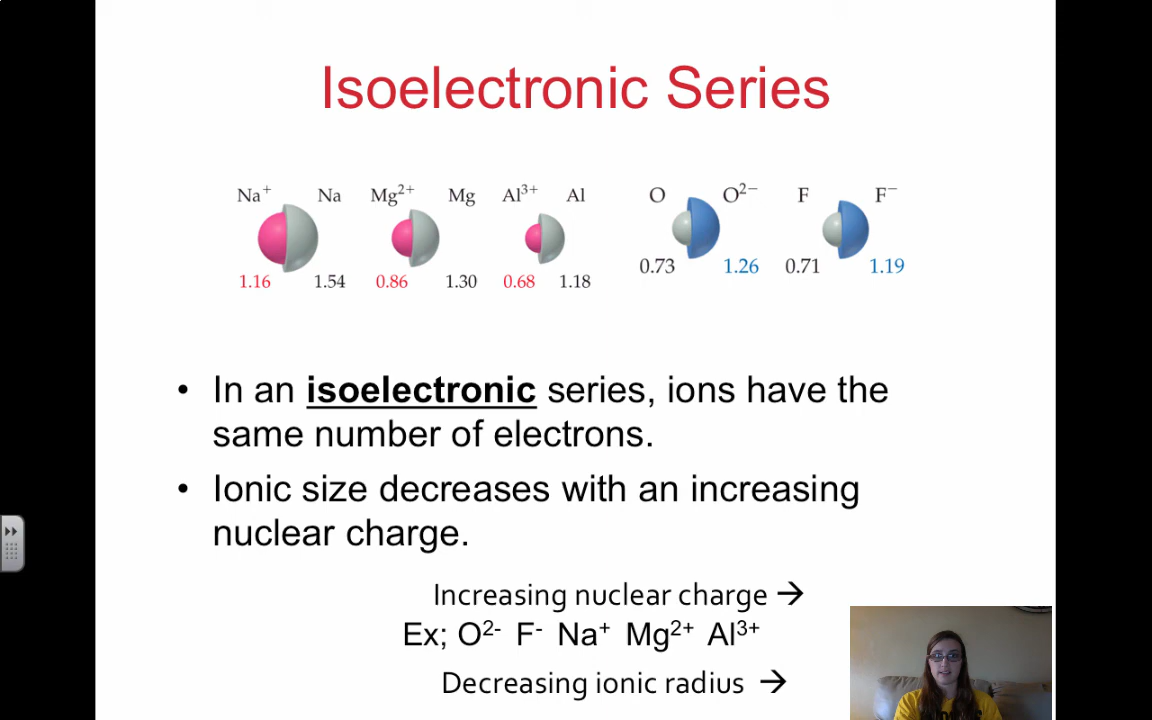 Isoelectronic Series
Na⁺ Na Mg²⁺ Mg Al³⁺ Al O O²⁻ F F⁻
0.73 1.26 0.71 1.19
1.16 1.54 0.86 1.30 0.68 1.18
• In an isoelectronic series, ions have the
same number of electrons.
• Ionic size decreases with an increasing
nuclear charge.
Increasing nuclear charge →
Ex; O²⁻ F⁻ Na⁺ Mg²⁺ Al³⁺
Decreasing ionic radius →